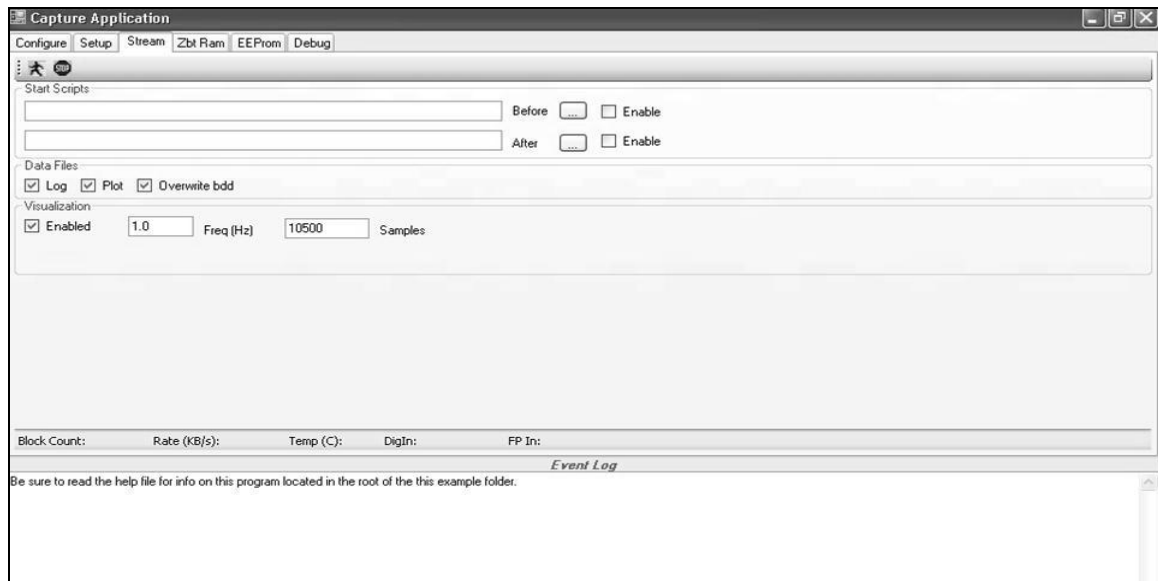 Capture Application
Configure Setup Stream Zbt Ram EEProm Debug
STOP
Start Scripts
Before ... Enable
After ... Enable
Data Files
Log Plot Overwrite bdd
Visualization
Enabled 1.0 Freq (Hz) 10500 Samples
Block Count: Rate (KB/s): Temp (C): DigIn: FP In:
Event Log
Be sure to read the help file for info on this program located in the root of the this example folder.